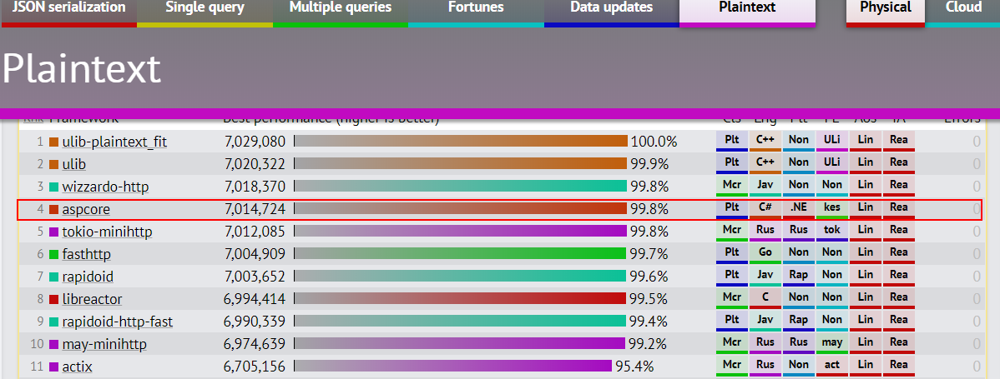 JSON serialization Single query Multiple queries Fortunes Data updates Plaintext Physical Cloud
Plaintext
Rnk Framework Best performance (higher is better) Cls Lng Plt FE Aos IA Errors
1 ulib-plaintext_fit 7,029,080 100.0% Plt C++ Non ULi Lin Rea 0
2 ulib 7,020,322 99.9% Plt C++ Non ULi Lin Rea 0
3 wizzardo-http 7,018,370 99.8% Mcr Jav Non Non Lin Rea 0
4 aspcore 7,014,724 99.8% Plt C# .NE kes Lin Rea 0
5 tokio-minihttp 7,012,085 99.8% Mcr Rus Rus tok Lin Rea 0
6 fasthttp 7,004,909 99.7% Plt Go Non Non Lin Rea 0
7 rapidoid 7,003,652 99.6% Plt Jav Rap Non Lin Rea 0
8 libreactor 6,994,414 99.5% Mcr C Non Non Lin Rea 0
9 rapidoid-http-fast 6,990,339 99.4% Plt Jav Rap Non Lin Rea 0
10 may-minihttp 6,974,639 99.2% Mcr Rus Rus may Lin Rea 0
11 actix 6,705,156 95.4% Mcr Rus Non act Lin Rea 0